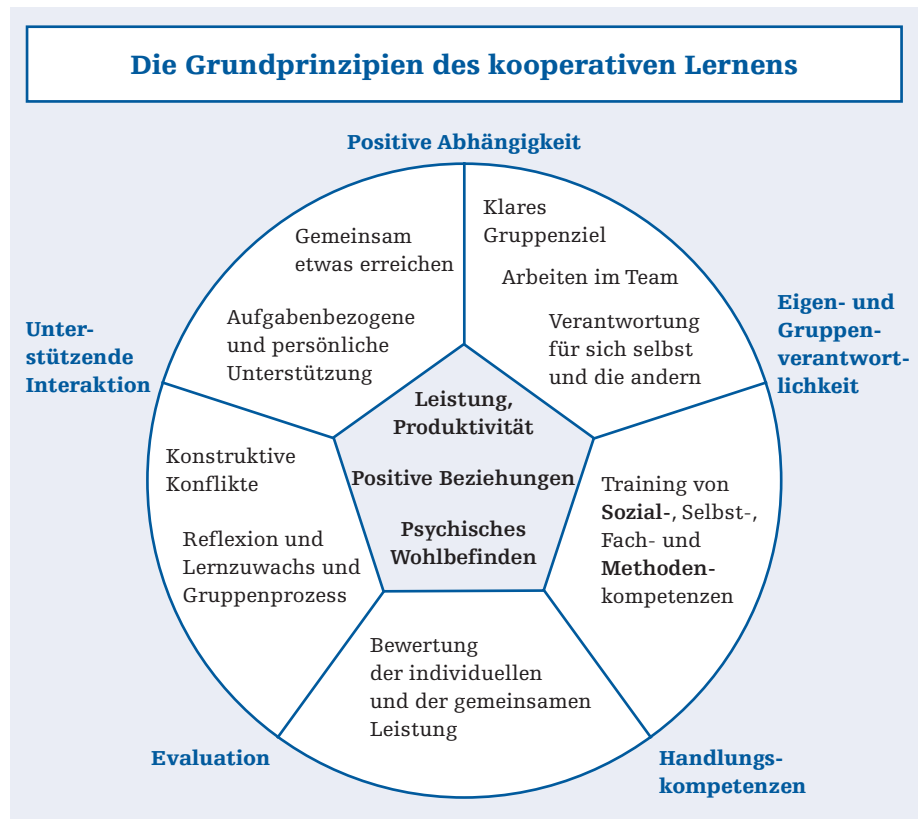 Die Grundprinzipien des kooperativen Lernens
Positive Abhängigkeit
Klares
Gruppenziel
Arbeiten im Team
Verantwortung
für sich selbst
und die andern
Eigen- und
Gruppen-
verantwort-
lichkeit
Training von
Sozial-, Selbst-,
Fach- und
Methoden-
kompetenzen
Handlungs-
kompetenzen
Bewertung
der individuellen
und der gemeinsamen
Leistung
Evaluation
Konstruktive
Konflikte
Reflexion und
Lernzuwachs und
Gruppenprozess
Unter-
stützende
Interaktion
Gemeinsam
etwas erreichen
Aufgabenbezogene
und persönliche
Unterstützung
Leistung,
Produktivität
Positive Beziehungen
Psychisches
Wohlbefinden